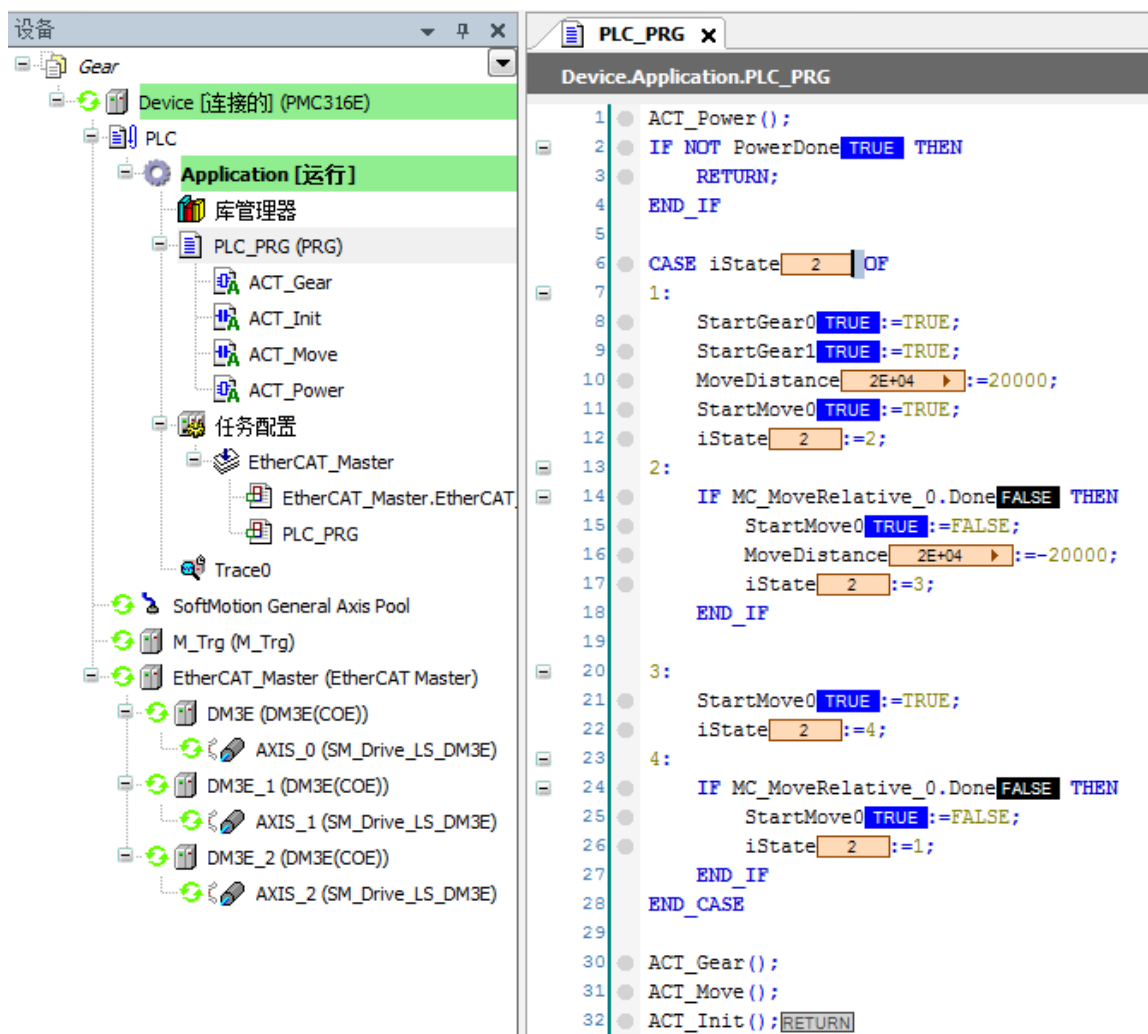 设备
Gear
Device [连接的] (PMC316E)
PLC
Application [运行]
库管理器
PLC_PRG (PRG)
ACT_Gear
ACT_Init
ACT_Move
ACT_Power
任务配置
EtherCAT_Master
EtherCAT_Master.EtherCAT_
PLC_PRG
Trace0
SoftMotion General Axis Pool
M_Trg (M_Trg)
EtherCAT_Master (EtherCAT Master)
DM3E (DM3E(COE))
AXIS_0 (SM_Drive_LS_DM3E)
DM3E_1 (DM3E(COE))
AXIS_1 (SM_Drive_LS_DM3E)
DM3E_2 (DM3E(COE))
AXIS_2 (SM_Drive_LS_DM3E)
PLC_PRG
Device.Application.PLC_PRG
1 ACT_Power();
2 IF NOT PowerDone TRUE THEN
3 RETURN;
4 END_IF
5
6 CASE iState 2 OF
7 1:
8 StartGear0 TRUE :=TRUE;
9 StartGear1 TRUE :=TRUE;
10 MoveDistance 2E+04 :=20000;
11 StartMove0 TRUE :=TRUE;
12 iState 2 :=2;
13 2:
14 IF MC_MoveRelative_0.Done FALSE THEN
15 StartMove0 TRUE :=FALSE;
16 MoveDistance 2E+04 :=-20000;
17 iState 2 :=3;
18 END_IF
19
20 3:
21 StartMove0 TRUE :=TRUE;
22 iState 2 :=4;
23 4:
24 IF MC_MoveRelative_0.Done FALSE THEN
25 StartMove0 TRUE :=FALSE;
26 iState 2 :=1;
27 END_IF
28 END_CASE
29
30 ACT_Gear();
31 ACT_Move();
32 ACT_Init(); RETURN